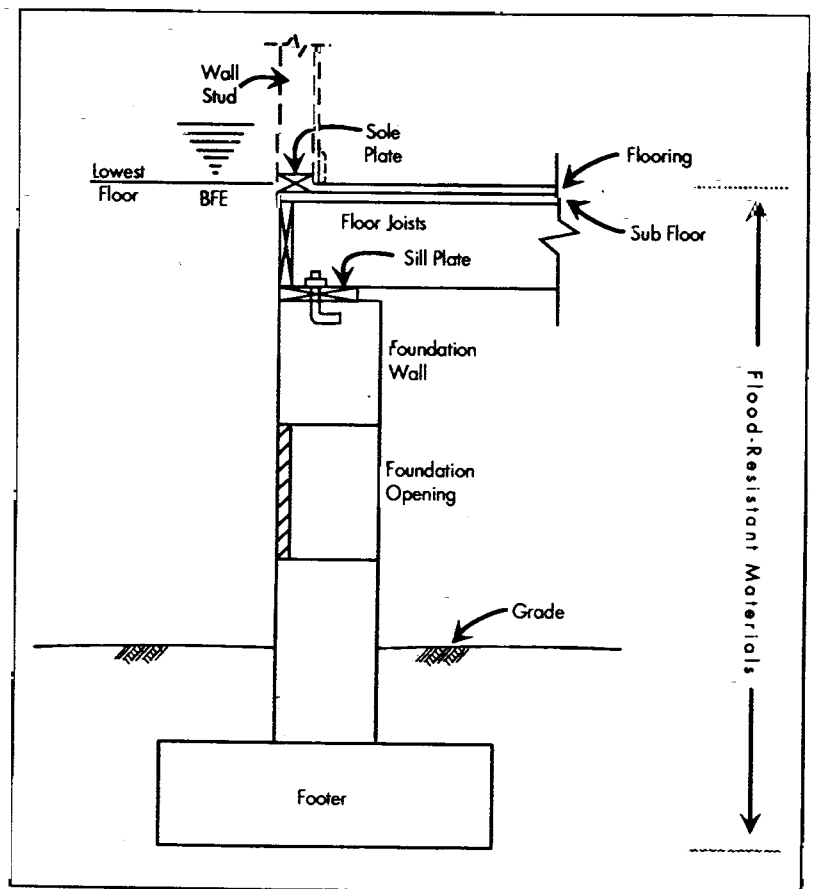 Wall
Stud
Sole
Plate
Lowest
Floor
BFE
Flooring
Sub Floor
Floor Joists
Sill Plate
Foundation
Wall
Foundation
Opening
Flood-Resistant Materials
Grade
Footer